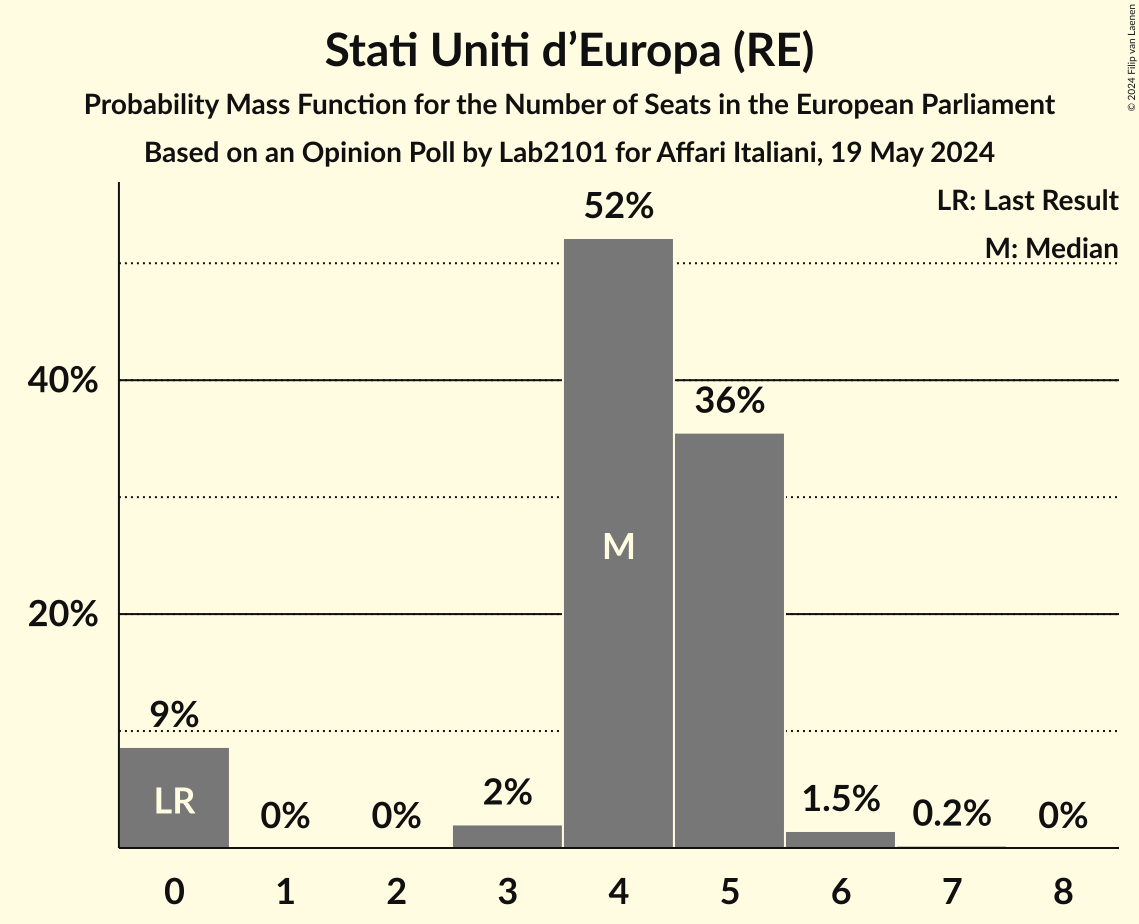 Stati Uniti d’Europa (RE)
Probability Mass Function for the Number of Seats in the European Parliament
Based on an Opinion Poll by Lab2101 for Affari Italiani, 19 May 2024
© 2024 Filip van Laenen
LR: Last Result
M: Median
52%
40%
36%
M
20%
9%
LR
0%
0%
2%
1.5%
0.2%
0%
0 1 2 3 4 5 6 7 8